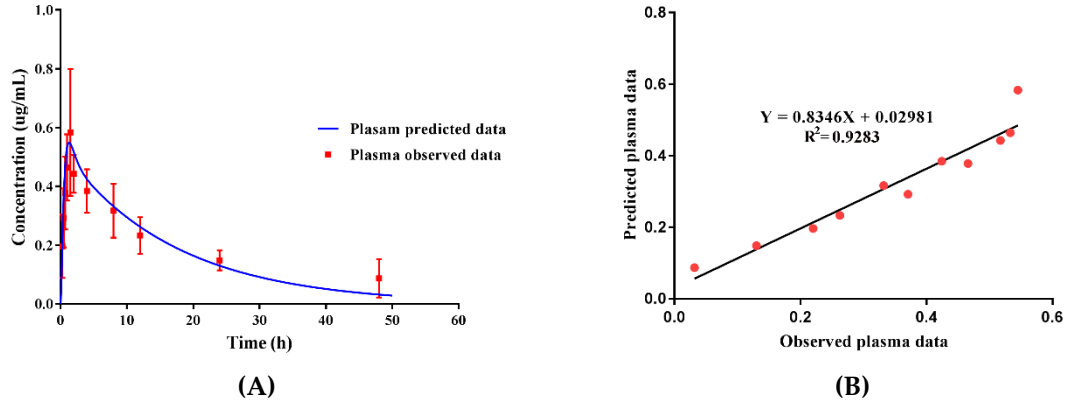 Concentration (ug/mL)
1.0
0.8
0.6
0.4
0.2
0.0
0
10
20
30
40
50
60
Time (h)
Plasam predicted data
Plasma observed data
(A)
Predicted plasma data
0.8
0.6
0.4
0.2
0.0
Y = 0.8346X + 0.02981
R²=0.9283
0.0
0.2
0.4
0.6
Observed plasma data
(B)